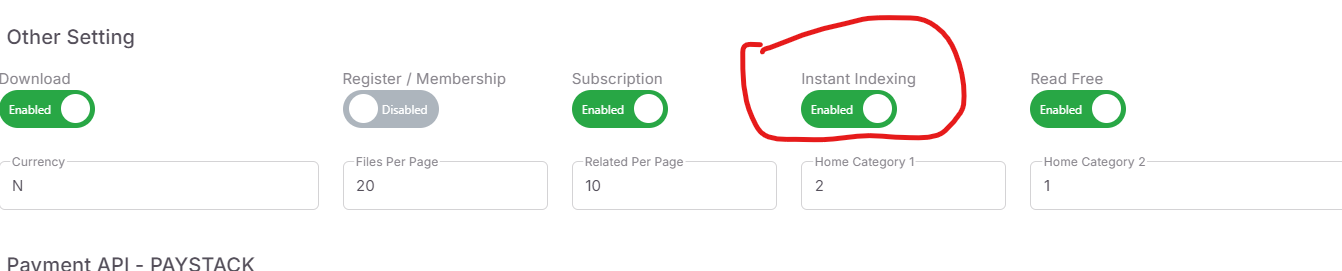 Other Setting
Download Register / Membership Subscription Instant Indexing Read Free
Enabled Disabled Enabled Enabled Enabled
Currency Files Per Page Related Per Page Home Category 1 Home Category 2
N 20 10 2 1
Payment API - PAYSTACK